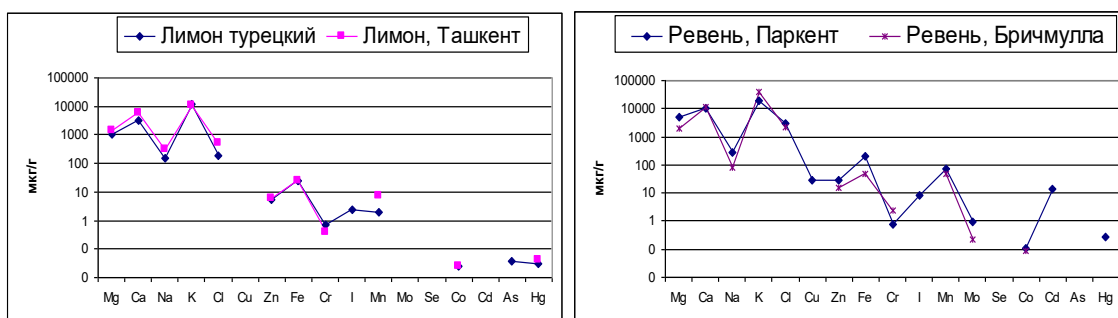 Лимон турецкий Лимон, Ташкент
мкг/г
100000
10000
1000
100
10
1
0
0
Mg Ca Na K Cl Cu Zn Fe Cr I Mn Mo Se Co Cd As Hg
Ревень, Паркент Ревень, Бричмулла
мкг/г
100000
10000
1000
100
10
1
0
0
Mg Ca Na K Cl Cu Zn Fe Cr I Mn Mo Se Co Cd As Hg